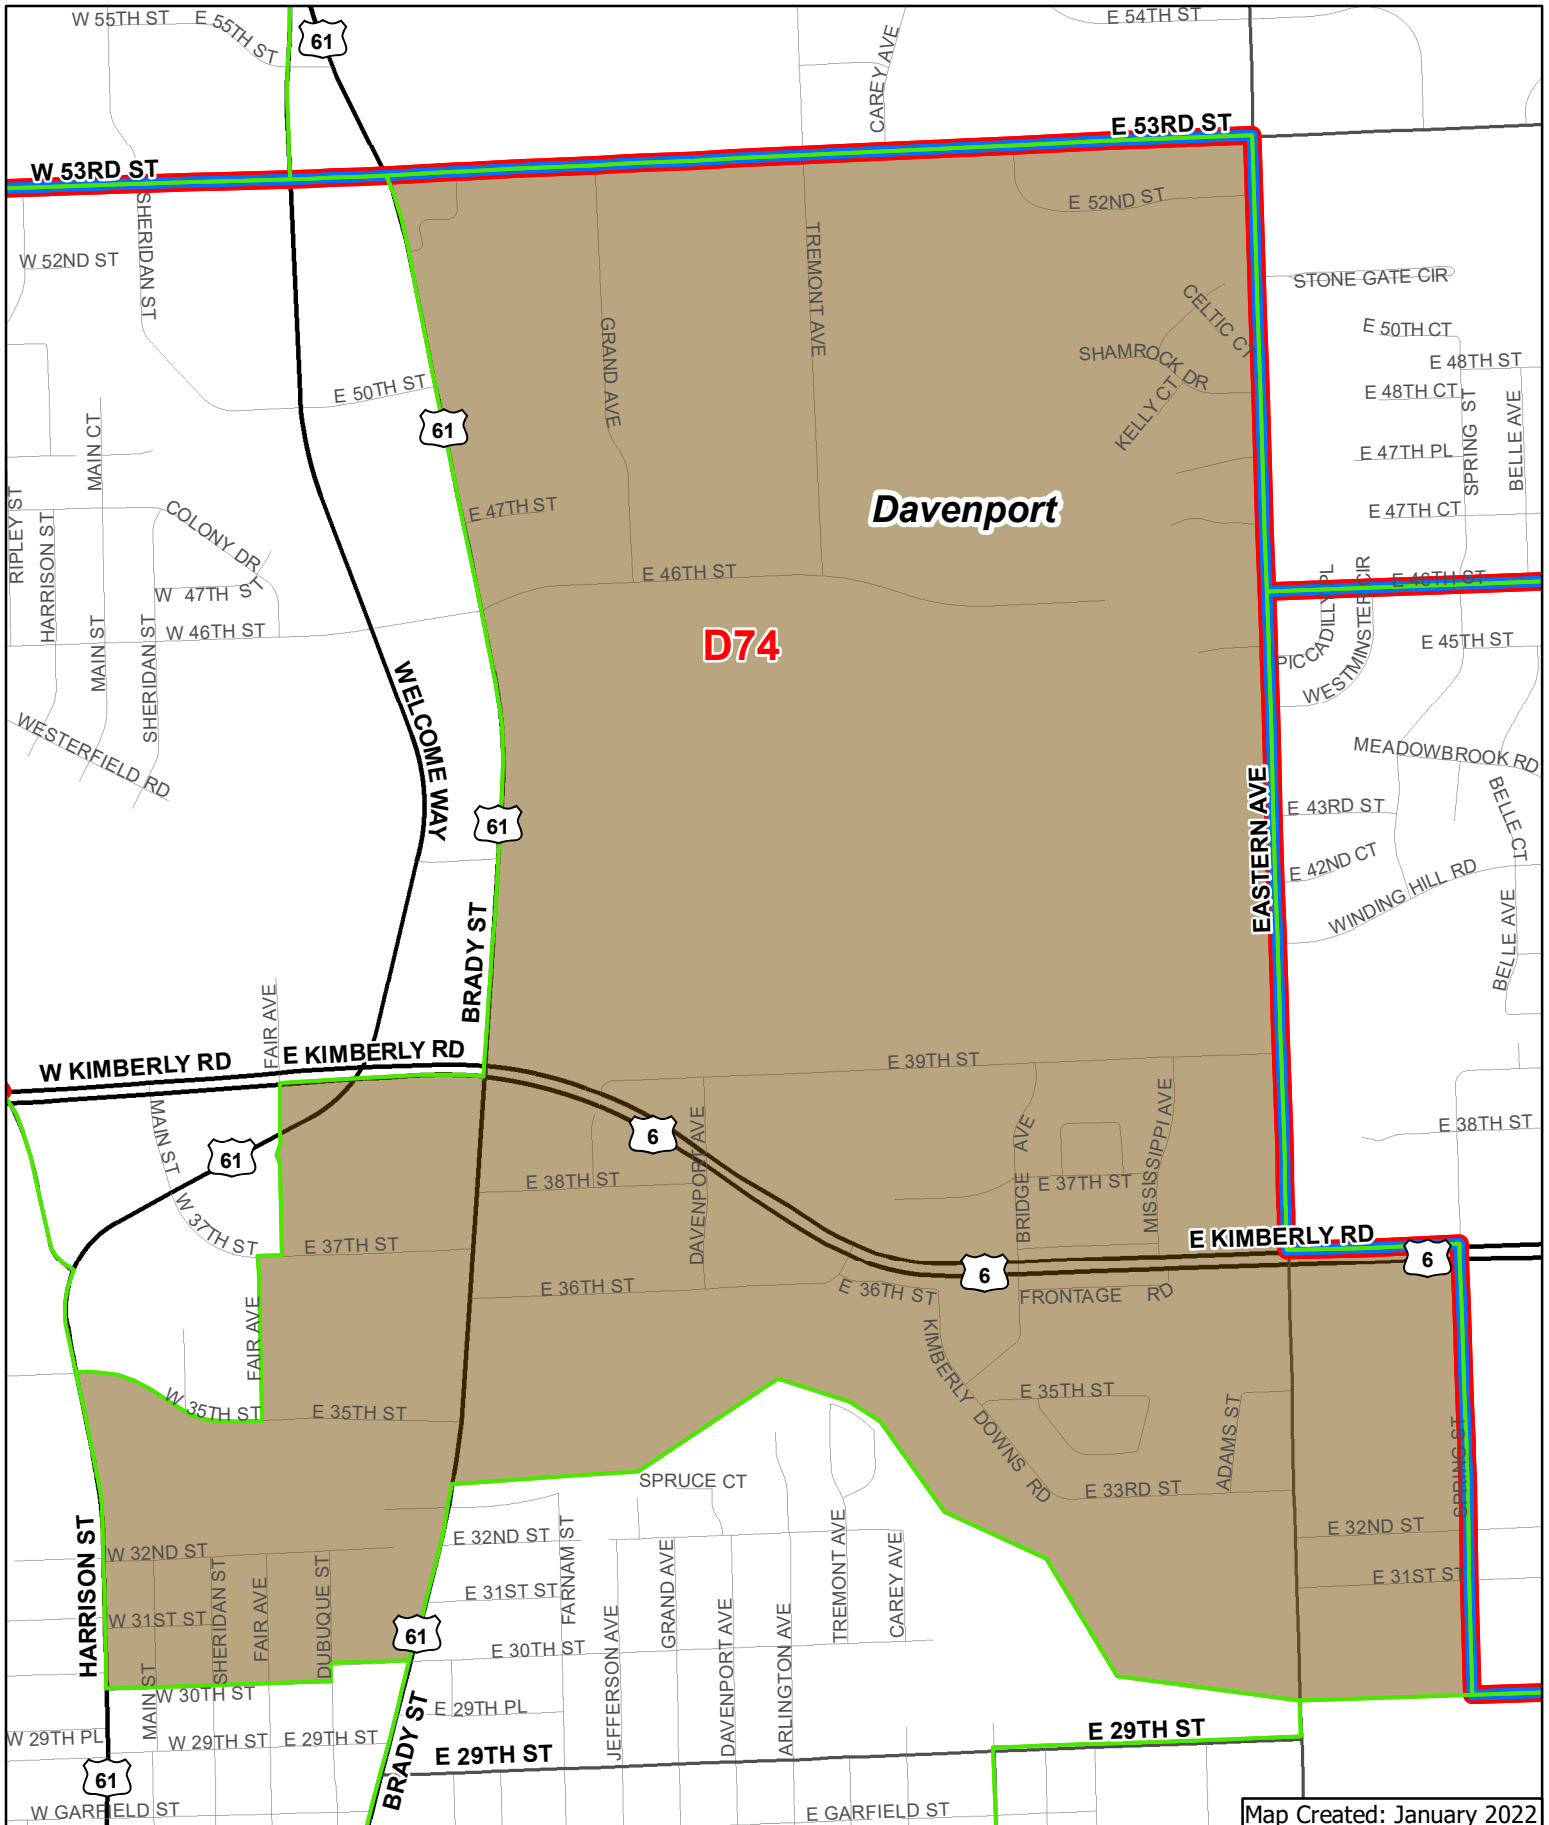 W 55TH ST
E 55TH ST
61
CAREY AVE
E 54TH ST
W 53RD ST
E 53RD ST
SHERIDAN ST
W 52ND ST
E 52ND ST
TREMONT AVE
STONE GATE CIR
CELTIC CT
GRAND AVE
E 50TH CT
SHAMROCK DR
E 48TH ST
E 50TH ST
KELLY CT
E 48TH CT
61
MAIN CT
SPRING ST
BELLE AVE
E 47TH PL
RIPLEY ST
HARRISON ST
COLONY DR
E 47TH ST
Davenport
E 47TH CT
W 47TH ST
E 46TH ST
PICCADILLY PL
WESTMINSTER CIR
E 46TH ST
MAIN ST
SHERIDAN ST
W 46TH ST
D74
E 45TH ST
WELCOME WAY
WESTERFIELD RD
MEADOWBROOK RD
61
EASTERN AVE
E 43RD ST
BELLE CT
E 42ND CT
WINDING HILL RD
BRADY ST
BELLE AVE
FAIR AVE
W KIMBERLY RD
E KIMBERLY RD
E 39TH ST
MAIN ST
DAVENPORT AVE
6
BRIDGE AVE
MISSISSIPPI AVE
E 38TH ST
61
E 38TH ST
E 37TH ST
W 37TH ST
E 37TH ST
E KIMBERLY RD
6
6
E 36TH ST
E 36TH ST
FRONTAGE RD
FAIR AVE
KIMBERLY DOWNS RD
W 35TH ST
E 35TH ST
E 35TH ST
ADAMS ST
SPRING ST
SPRUCE CT
E 33RD ST
HARRISON ST
W 32ND ST
E 32ND ST
FARNAM ST
TREMONT AVE
CAREY AVE
E 32ND ST
SHERIDAN ST
FAIR AVE
DUBUQUE ST
E 31ST ST
GRAND AVE
E 31ST ST
W 31ST ST
61
JEFFERSON AVE
DAVENPORT AVE
ARLINGTON AVE
E 30TH ST
MAIN ST
W 30TH ST
BRADY ST
E 29TH PL
W 29TH PL
W 29TH ST
E 29TH ST
E 29TH ST
E 29TH ST
61
W GARFIELD ST
E GARFIELD ST
Map Created: January 2022